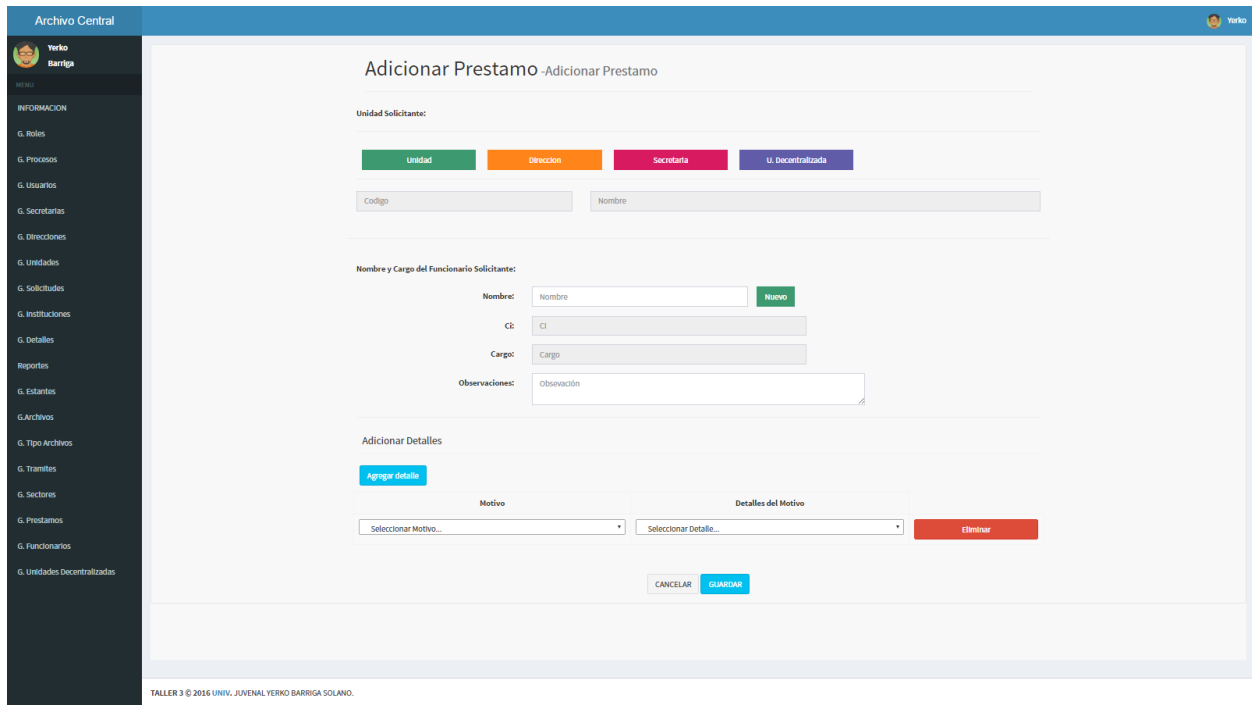 Archivo Central
Yerko
Yerko
Barriga
MENU
INFORMACION
G. Roles
G. Procesos
G. Usuarios
G. Secretarias
G. Direcciones
G. Unidades
G. Solicitudes
G. Instituciones
G. Detalles
Reportes
G. Estantes
G.Archivos
G. Tipo Archivos
G. Tramites
G. Sectores
G. Prestamos
G. Funcionarios
G. Unidades Decentralizadas
Adicionar Prestamo -Adicionar Prestamo
Unidad Solicitante:
Unidad Direccion Secretaria U. Decentralizada
Codigo Nombre
Nombre y Cargo del Funcionario Solicitante:
Nombre: Nombre Nuevo
Ci: Ci
Cargo: Cargo
Observaciones: Obsevación
Adicionar Detalles
Agregar detalle
Motivo Detalles del Motivo
Seleccionar Motivo... Seleccionar Detalle... Eliminar
CANCELAR GUARDAR
TALLER 3 © 2016 UNIV. JUVENAL YERKO BARRIGA SOLANO.